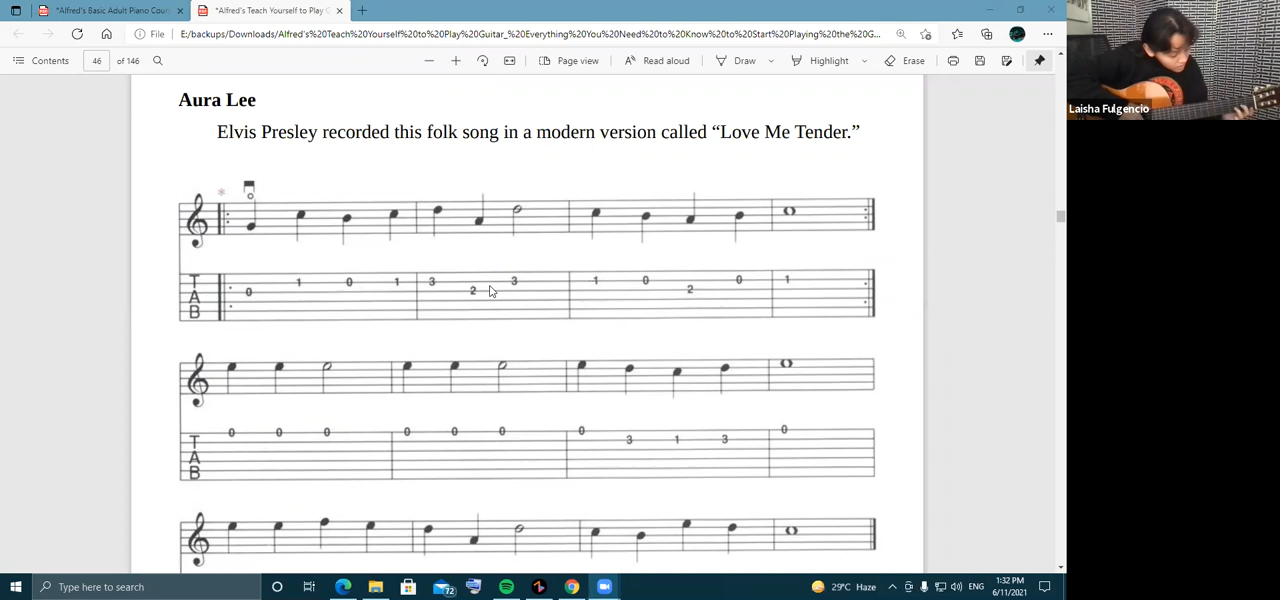 *Alfred's Basic Adult Piano Cour
*Alfred's Teach Yourself to Play G
File
E:/backups/Downloads/Alfred's%20Teach%20Yourself%20to%20Play%20Guitar_%20Everything%20You%20Need%20to%20Know%20to%20Start%20Playing%20the%20G...
Contents
46
of 146
Page view
Read aloud
Draw
Highlight
Erase
Laisha Fulgencio
Aura Lee
Elvis Presley recorded this folk song in a modern version called “Love Me Tender.”
T A B 0 1 0 1 3 2 3 1 0 2 0 1
T A B 0 0 0 0 0 0 0 3 1 3 0
Type here to search
72
29°C Haze
ENG
1:32 PM
6/11/2021